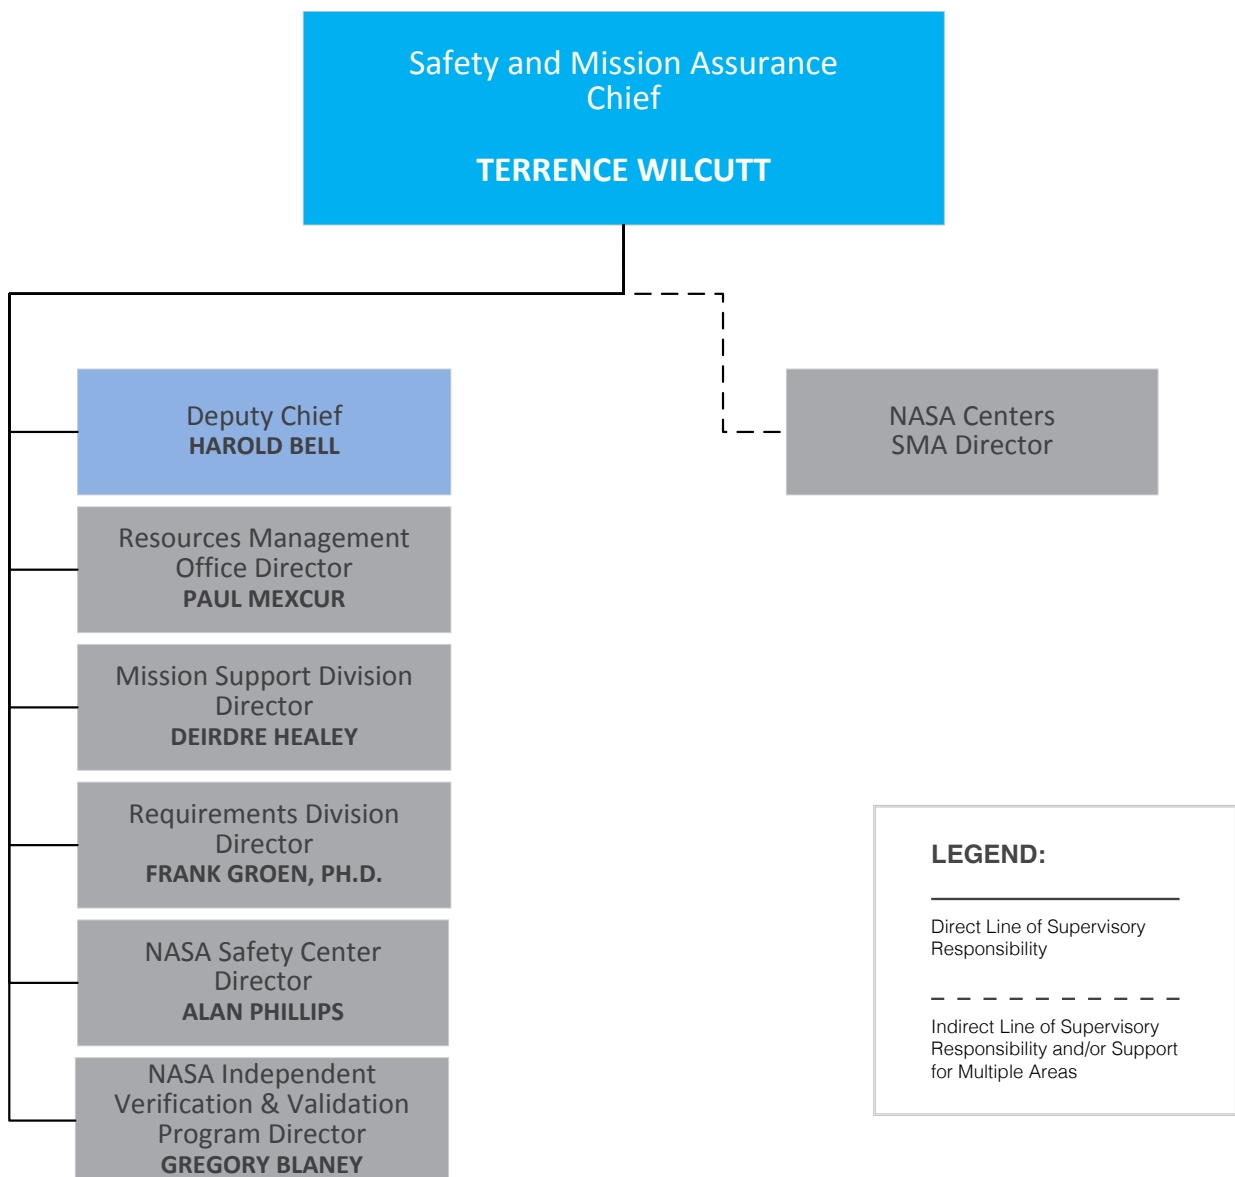 Safety and Mission Assurance
Chief
TERRENCE WILCUTT
Deputy Chief
HAROLD BELL
NASA Centers
SMA Director
Resources Management
Office Director
PAUL MEXCUR
Mission Support Division
Director
DEIRDRE HEALEY
Requirements Division
Director
FRANK GROEN, PH.D.
NASA Safety Center
Director
ALAN PHILLIPS
NASA Independent
Verification & Validation
Program Director
GREGORY BLANEY
LEGEND:
Direct Line of Supervisory
Responsibility
Indirect Line of Supervisory
Responsibility and/or Support
for Multiple Areas